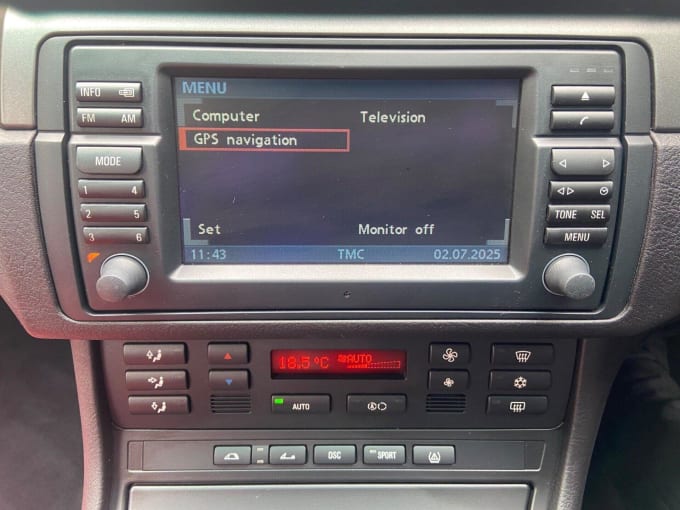 MENU
Computer
Television
GPS navigation
Set
Monitor off
11:43
TMC
02.07.2025
INFO
FM AM
MODE
1 4
2 5
3 6
TONE SEL
MENU
18.5°C AUTO
AUTO
DSC
SPORT